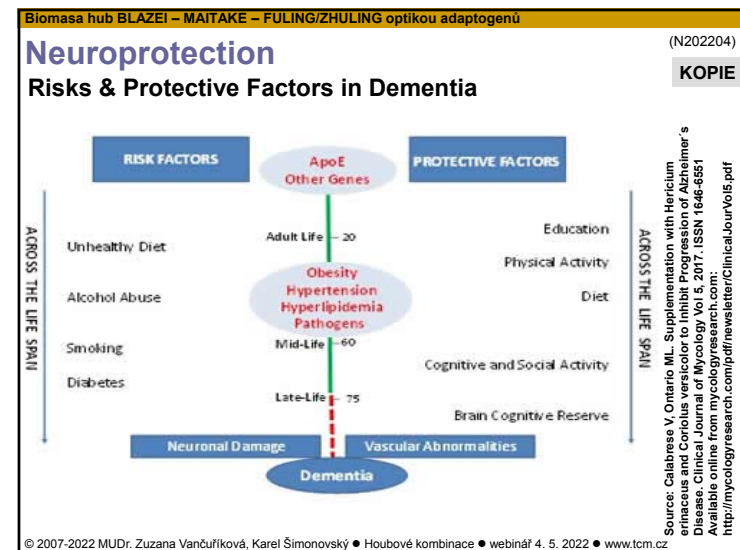 Biomasa hub BLAZEI – MAITAKE – FULING/ZHULING optikou adaptogenů
Neuroprotection
(N202204)
KOPIE
Risks & Protective Factors in Dementia
RISK FACTORS
ApoE
Other Genes
PROTECTIVE FACTORS
ACROSS THE LIFE SPAN
Unhealthy Diet
Alcohol Abuse
Smoking
Diabetes
Adult Life 20
Obesity
Hypertension
Hyperlipidemia
Pathogens
Mid-Life 60
Late-Life 75
Education
Physical Activity
Diet
Cognitive and Social Activity
Brain Cognitive Reserve
ACROSS THE LIFE SPAN
Neuronal Damage
Vascular Abnormalities
Dementia
Source: Calabrese V, Ontario ML. Supplementation with Hericium
erinaceus and Coriolus versicolor to Inhibit Progression of Alzheimer´s
Disease. Clinical Journal of Mycology Vol 5, 2017. ISSN 1646-6551
Available online from mycologyresearch.com:
http://mycologyresearch.com/pdf/newsletter/ClinicalJourVol5.pdf
© 2007-2022 MUDr. Zuzana Vančuříková, Karel Šimonovský ● Houbové kombinace ● webinář 4. 5. 2022 ● www.tcm.cz